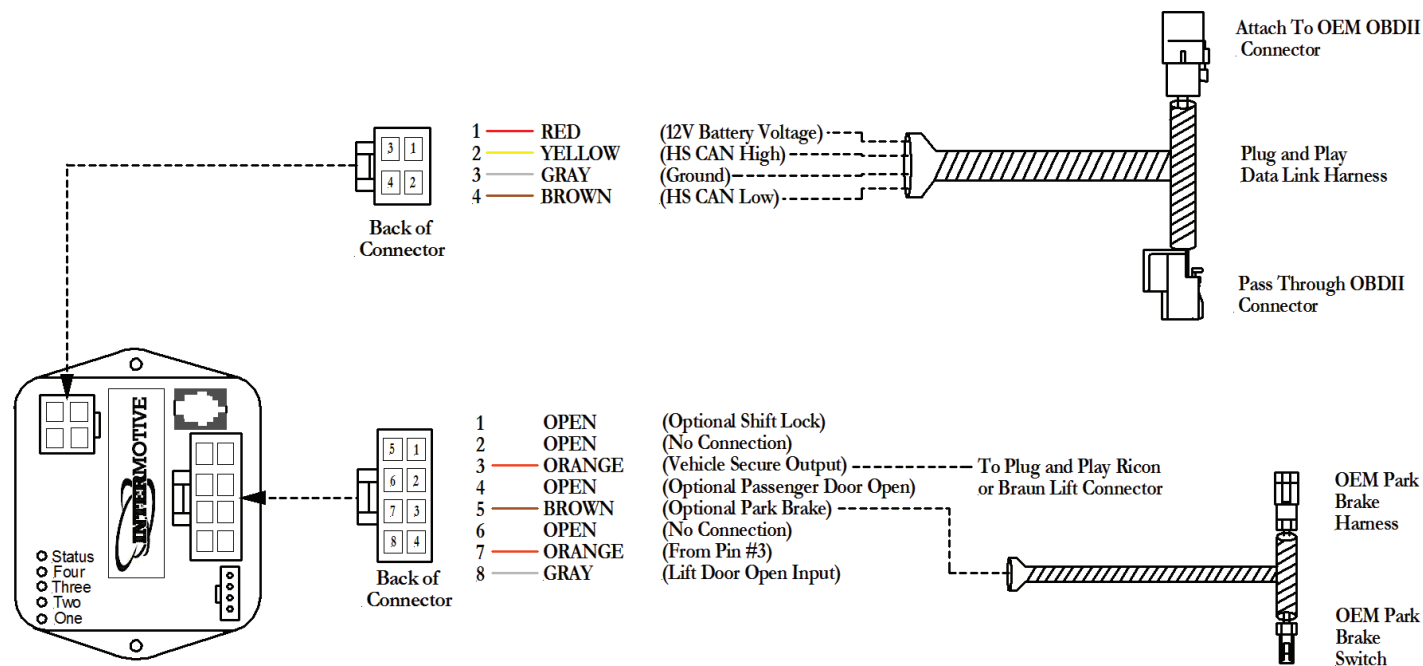 Attach To OEM OBDII
Connector
3 1
4 2
Back of
Connector
1 RED (12V Battery Voltage)
2 YELLOW (HS CAN High)
3 GRAY (Ground)
4 BROWN (HS CAN Low)
Plug and Play
Data Link Harness
Pass Through OBDII
Connector
INTERMOTIVE
Status
Four
Three
Two
One
5 1
6 2
7 3
8 4
Back of
Connector
1 OPEN (Optional Shift Lock)
2 OPEN (No Connection)
3 ORANGE (Vehicle Secure Output)
4 OPEN (Optional Passenger Door Open)
5 BROWN (Optional Park Brake)
6 OPEN (No Connection)
7 ORANGE (From Pin #3)
8 GRAY (Lift Door Open Input)
To Plug and Play Ricon
or Braun Lift Connector
OEM Park
Brake
Harness
OEM Park
Brake
Switch